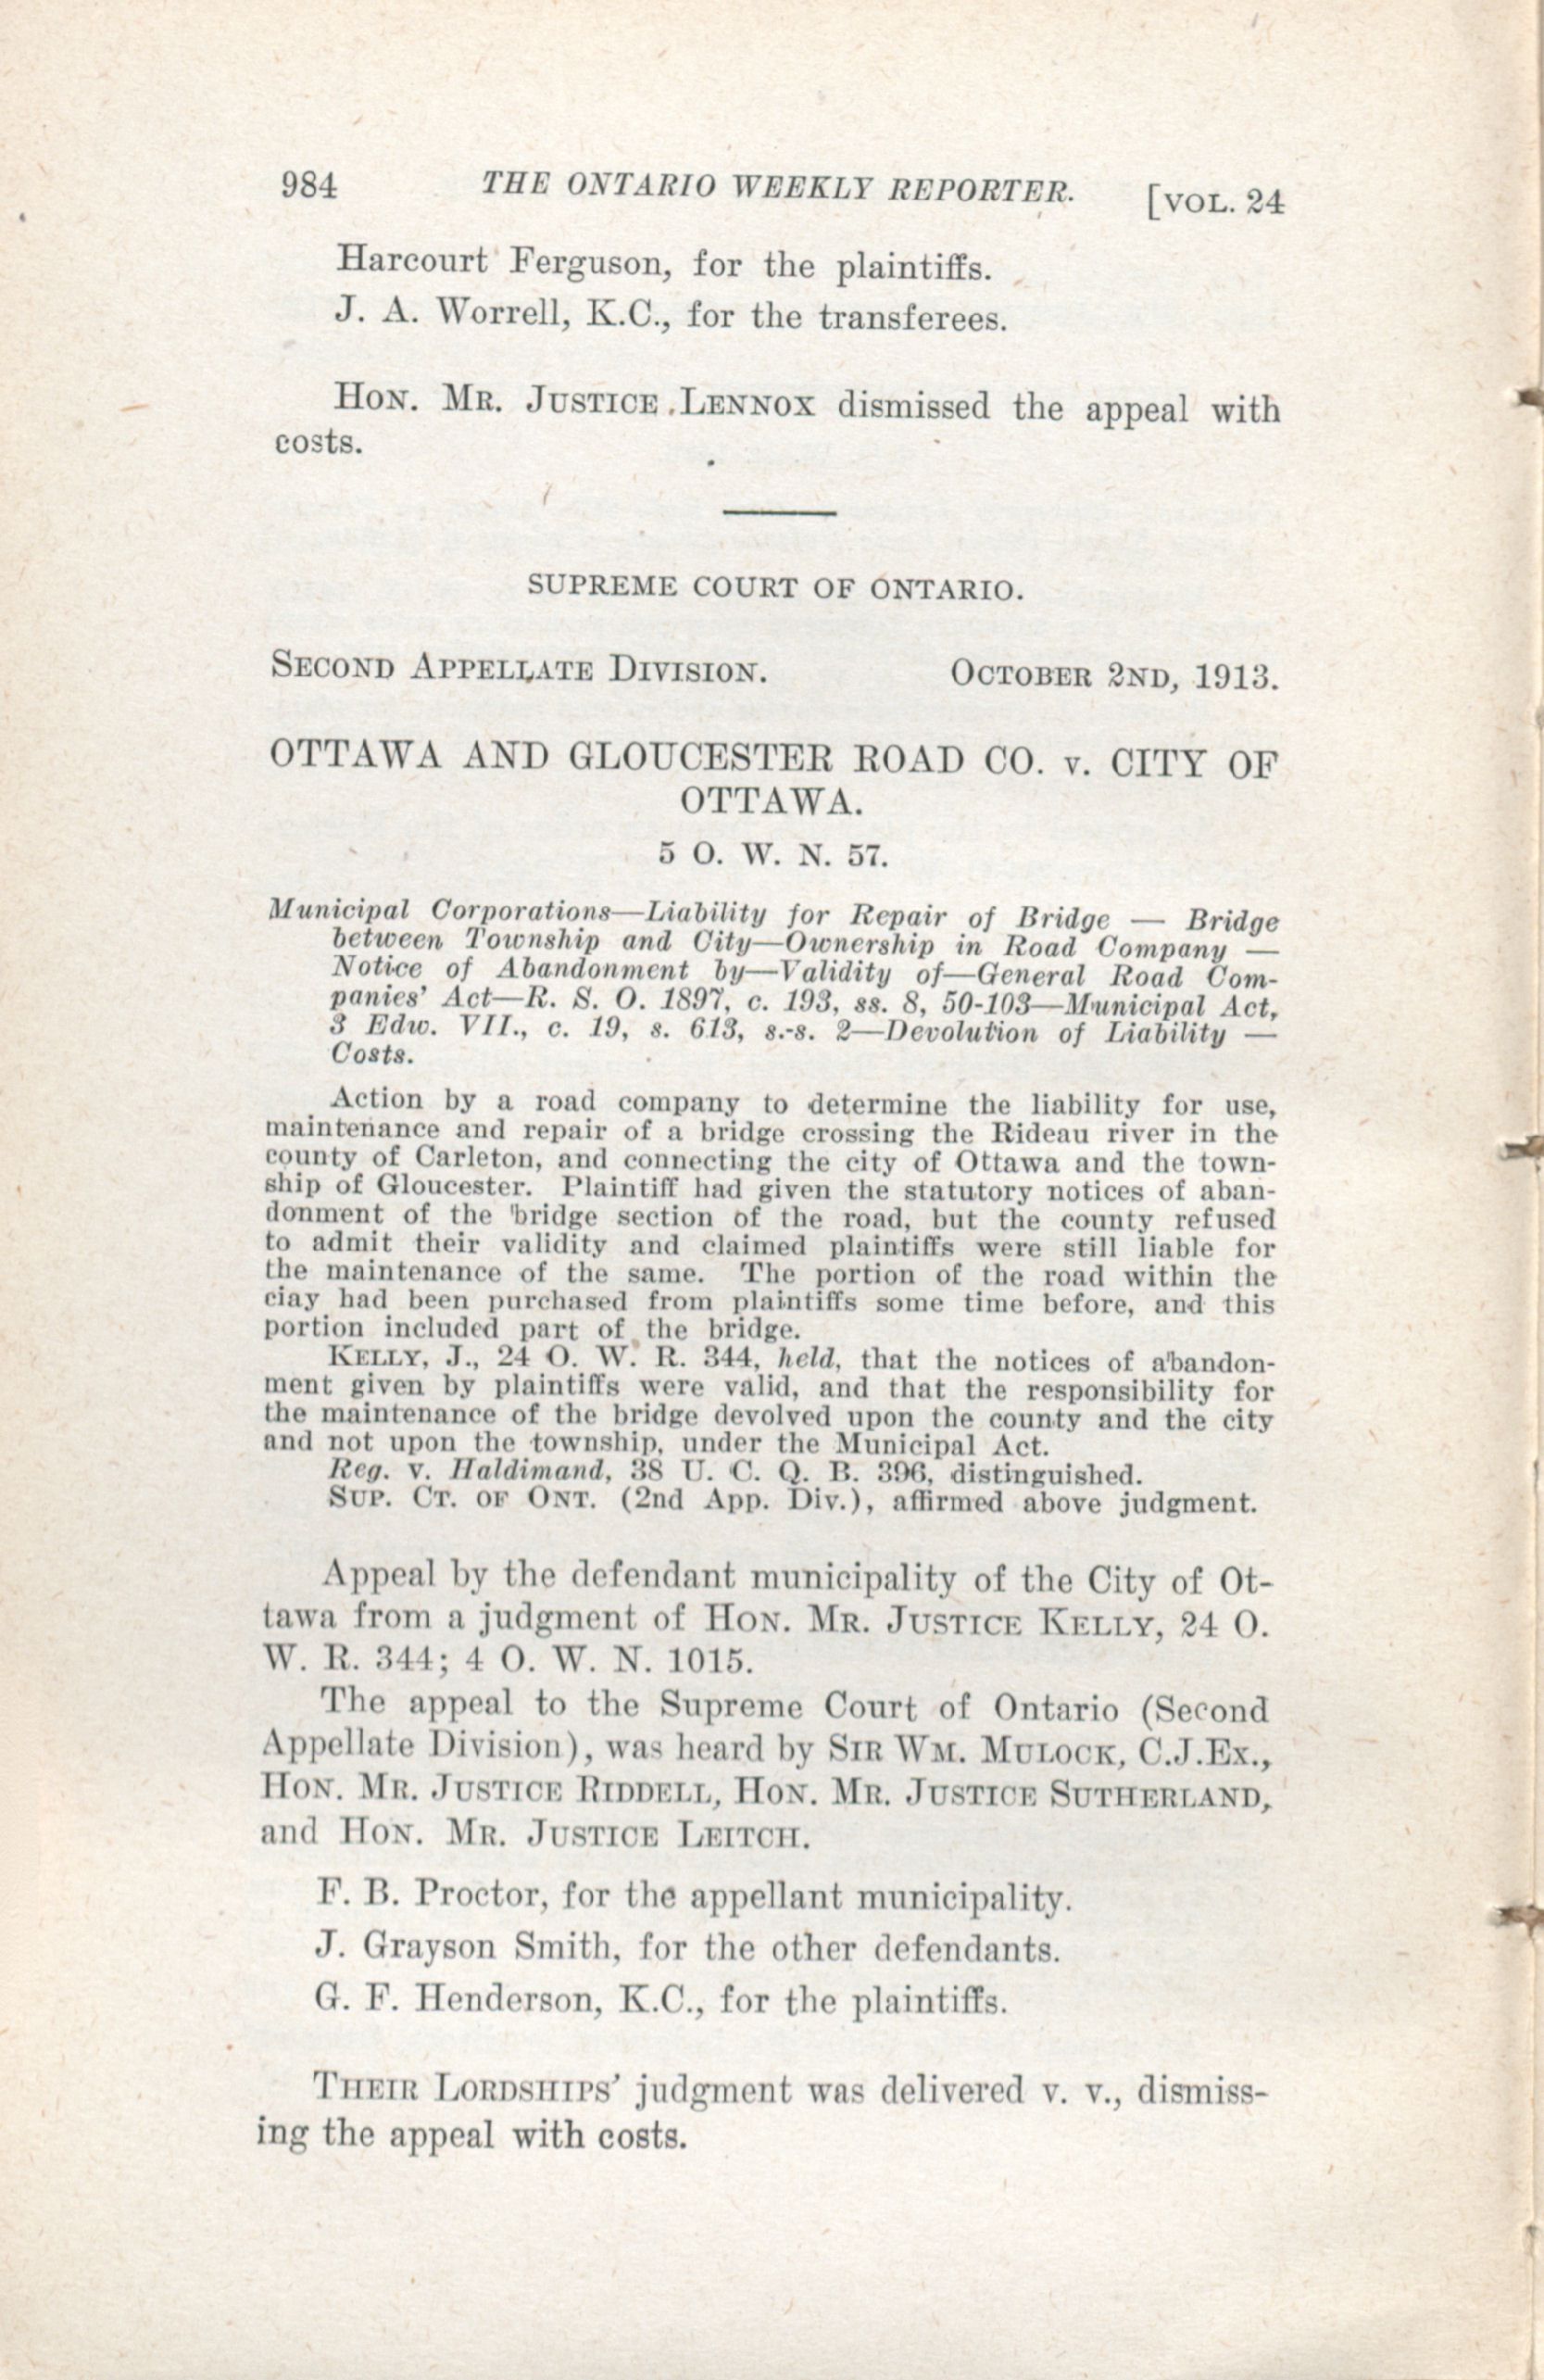 984 THE ONTARIO WEEKLY REPORTER. [VOL. 24
Harcourt Ferguson, for the plaintiffs.
J. A. Worrell, K.C., for the transferees.
HON. MR. JUSTICE LENNOX dismissed the appeal with
costs.
SUPREME COURT OF ONTARIO.
SECOND APPELLATE DIVISION. OCTOBER 2ND, 1913.
OTTAWA AND GLOUCESTER ROAD CO. v. CITY OF
OTTAWA.
5 O. W. N. 57.
Municipal Corporations—Liability for Repair of Bridge — Bridge
between Township and City—Ownership in Road Company —
Notice of Abandonment by—Validity of—General Road Com-
panies' Act—R. S. O. 1897, c. 193, ss. 8, 50-103—Municipal Act,
3 Edw. VII., c. 19, s. 613, s.-s. 2—Devolution of Liability —
Costs.
Action by a road company to determine the liability for use,
maintenance and repair of a bridge crossing the Rideau river in the
county of Carleton, and connecting the city of Ottawa and the town-
ship of Gloucester. Plaintiff had given the statutory notices of aban-
donment of the bridge section of the road, but the county refused
to admit their validity and claimed plaintiffs were still liable for
the maintenance of the same. The portion of the road within the
ciay had been purchased from plaintiffs some time before, and this
portion included part of the bridge.
KELLY, J., 24 O. W. R. 344, held, that the notices of abandon-
ment given by plaintiffs were valid, and that the responsibility for
the maintenance of the bridge devolved upon the county and the city
and not upon the township, under the Municipal Act.
Reg. v. Haldimand, 38 U. C. Q. B. 396, distinguished.
SUP. CT. OF ONT. (2nd App. Div.), affirmed above judgment.
Appeal by the defendant municipality of the City of Ot-
tawa from a judgment of HON. MR. JUSTICE KELLY, 24 O.
W. R. 344; 4 O. W. N. 1015.
The appeal to the Supreme Court of Ontario (Second
Appellate Division), was heard by SIR WM. MULOCK, C.J.Ex.,
HON. MR. JUSTICE RIDDELL, HON. MR. JUSTICE SUTHERLAND,
and HON. MR. JUSTICE LEITCH.
F. B. Proctor, for the appellant municipality.
J. Grayson Smith, for the other defendants.
G. F. Henderson, K.C., for the plaintiffs.
THEIR LORDSHIPS' judgment was delivered v. v., dismiss-
ing the appeal with costs.